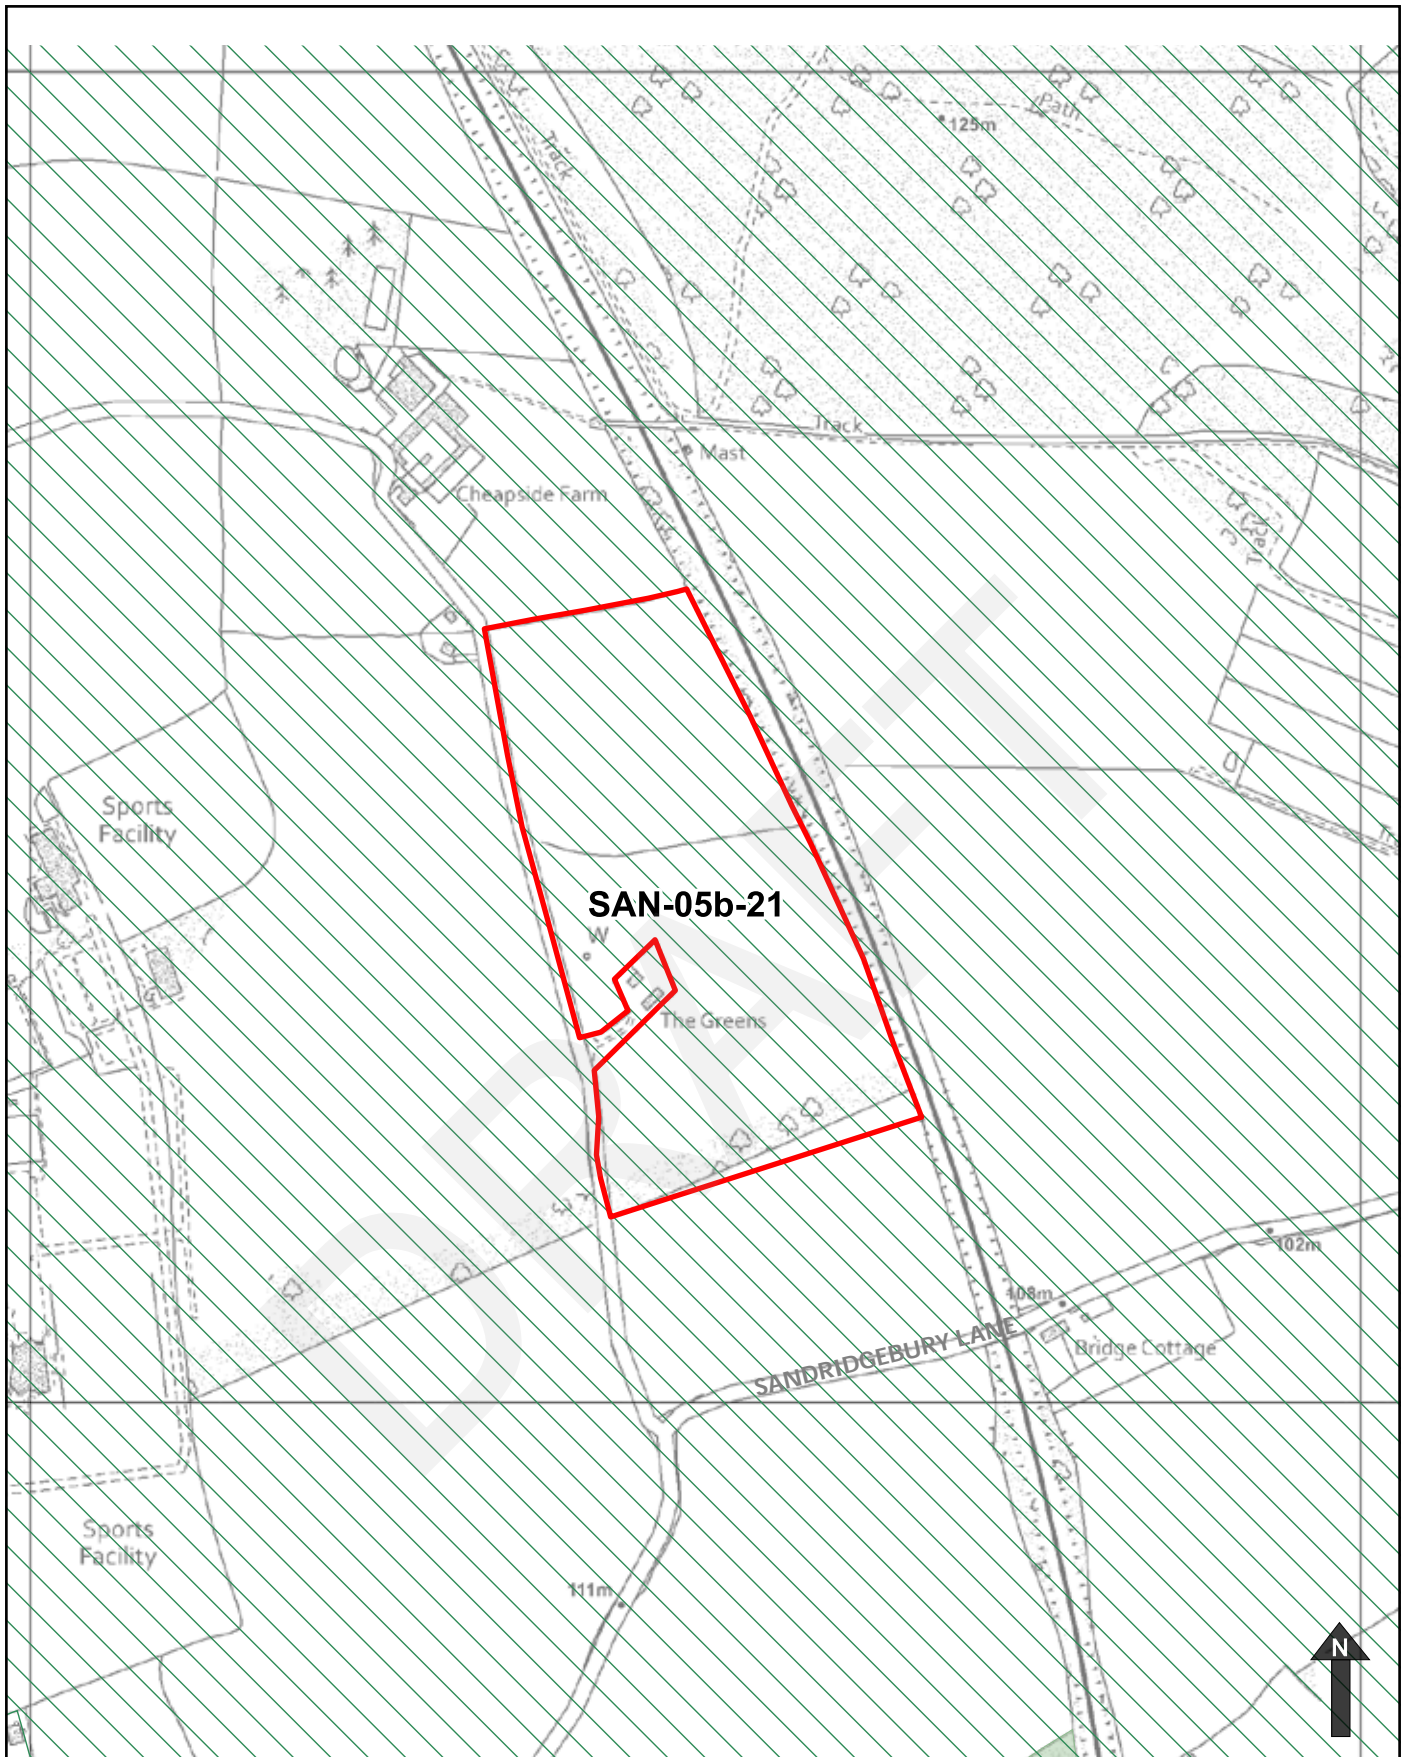 Path
125m
Track
Track
Mast
Cheapside Farm
Track
Sports
Facility
SAN-05b-21
W
The Greens
DRAFT
102m
108m
SANDRIDGEBURY LANE
Bridge Cottage
Sports
Facility
111m
N